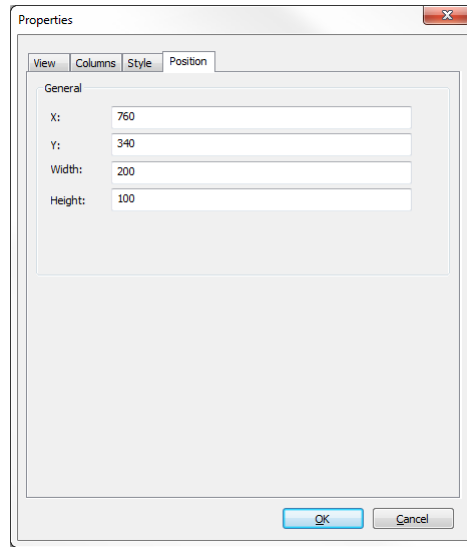 Properties
View Columns Style Position
General
X: 760
Y: 340
Width: 200
Height: 100
OK Cancel